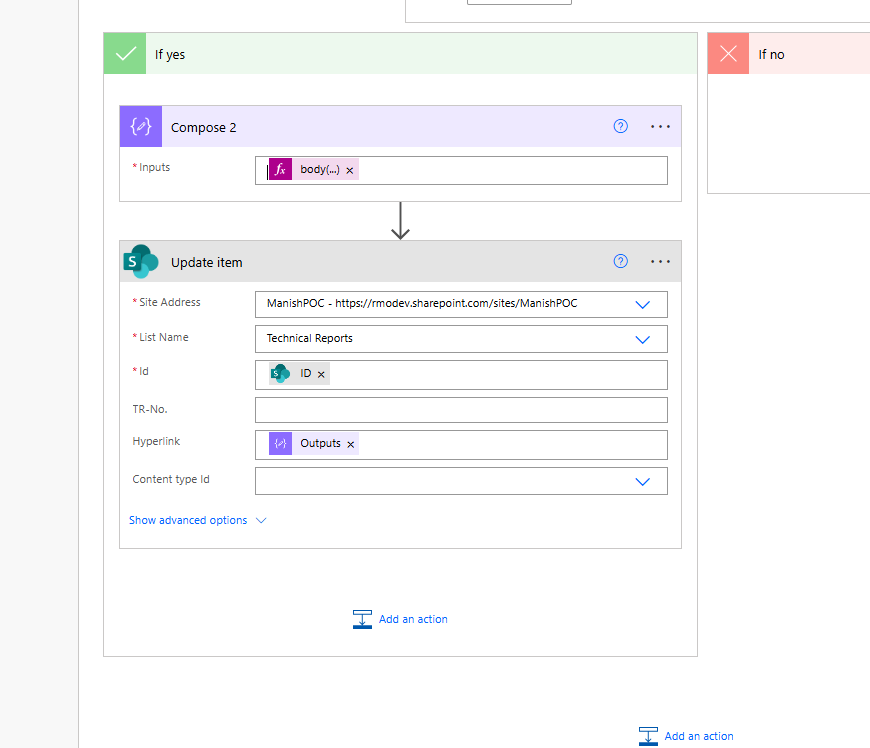 If yes
If no
Compose 2
* Inputs
fx body(...) ×
Update item
* Site Address
ManishPOC - https://rmodev.sharepoint.com/sites/ManishPOC
* List Name
Technical Reports
* Id
ID ×
TR-No.
Hyperlink
Outputs ×
Content type Id
Show advanced options
Add an action
Add an action